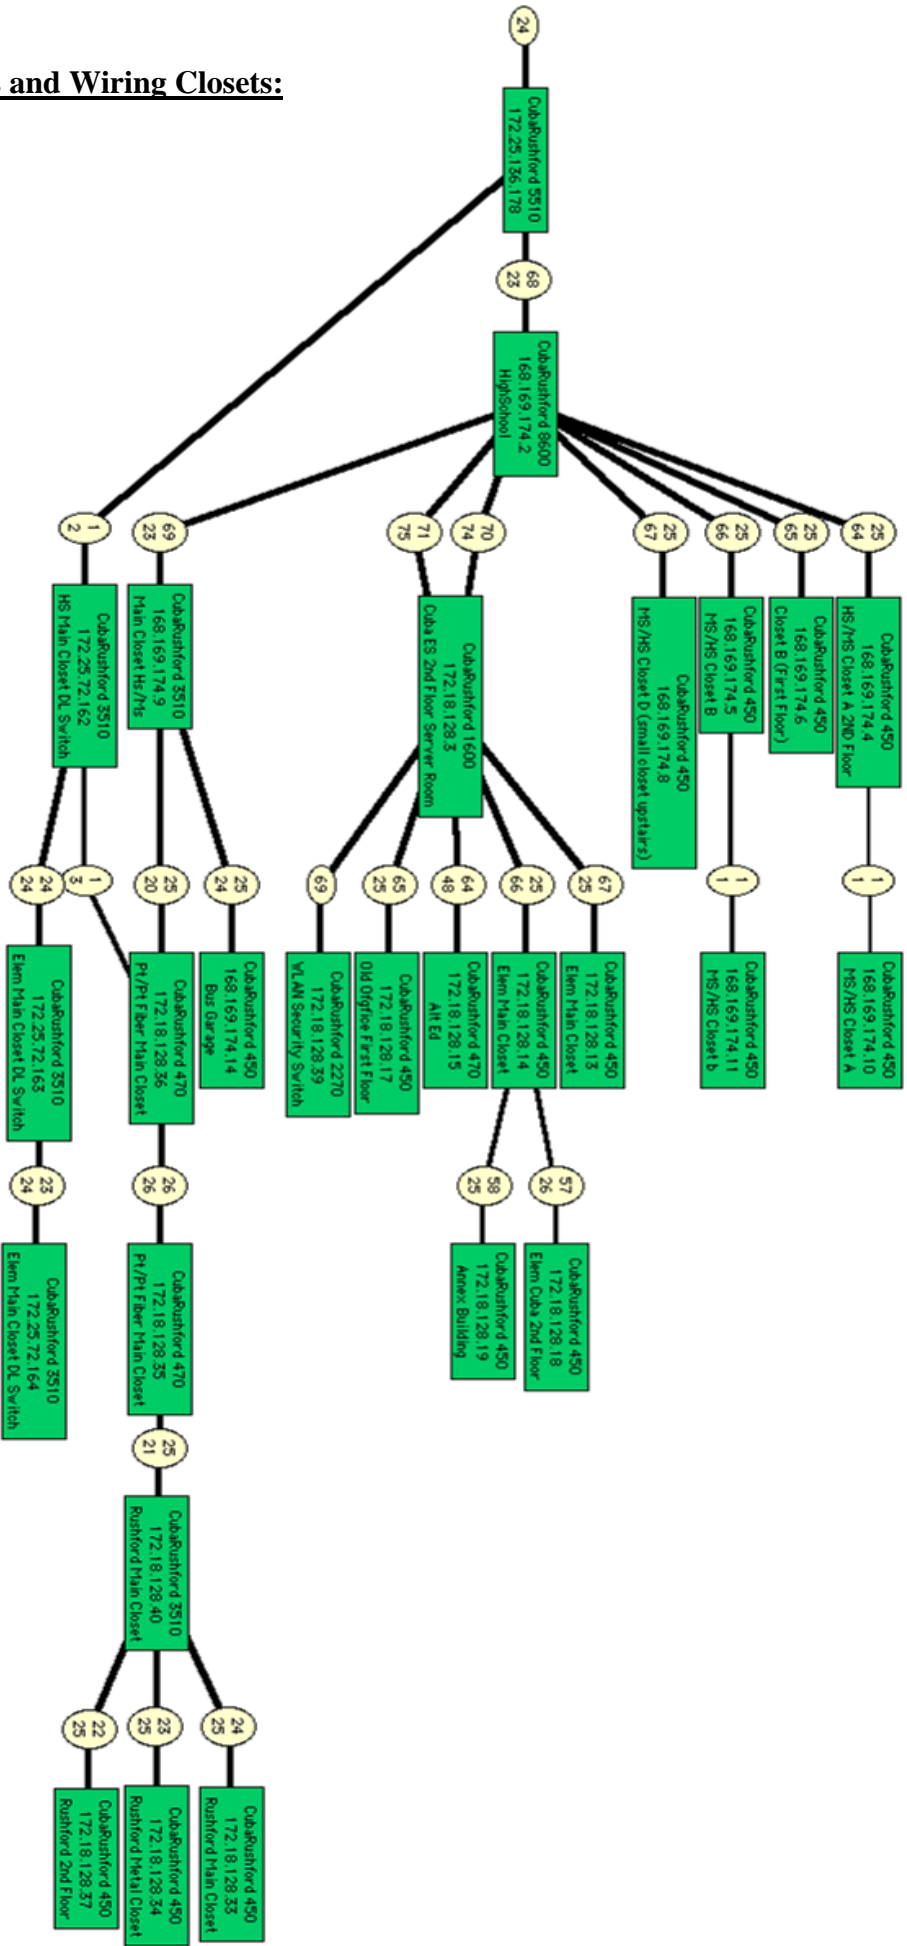 and Wiring Closets:
24
CubaRushford 5510
172.25.136.178
68
23
CubaRushford 8600
168.169.174.2
HighSchool
25
64
25
65
25
66
25
67
70
74
71
75
69
23
1
2
CubaRushford 450
168.169.174.4
HS/MS Closet A 2ND Floor
CubaRushford 450
168.169.174.6
Closet B (First Floor)
CubaRushford 450
168.169.174.5
MS/HS Closet B
CubaRushford 450
168.169.174.8
MS/HS Closet D (small closet upstairs)
CubaRushford 1600
172.18.128.3
Cuba ES 2nd Floor Server Room
CubaRushford 3510
168.169.174.9
Main Closet Hs/Ms
CubaRushford 3510
172.25.72.162
HS Main Closet DL Switch
1
1
1
1
67
25
25
66
64
48
65
25
69
25
24
25
20
1
3
24
24
CubaRushford 450
168.169.174.10
MS/HS Closet A
CubaRushford 450
168.169.174.11
MS/HS Closet b
CubaRushford 450
172.18.128.13
Elem Main Closet
CubaRushford 450
172.18.128.14
Elem Main Closet
CubaRushford 470
172.18.128.15
Alt Ed
CubaRushford 450
172.18.128.17
Old Ofgfice First Floor
CubaRushford 2270
172.18.128.39
WLAN Security Switch
CubaRushford 450
168.169.174.14
Bus Garage
CubaRushford 470
172.18.128.36
Pt/Pt Fiber Main Closet
CubaRushford 3510
172.25.72.163
Elem Main Closet DL Switch
57
26
58
25
26
26
23
24
CubaRushford 450
172.18.128.18
Elem Cuba 2nd Floor
CubaRushford 450
172.18.128.19
Annex Building
CubaRushford 470
172.18.128.35
Pt/Pt Fiber Main Closet
CubaRushford 3510
172.25.72.164
Elem Main Closet DL Switch
25
21
CubaRushford 3510
172.18.128.40
Rushford Main Closet
24
25
23
25
22
25
CubaRushford 450
172.18.128.33
Rushford Main Closet
CubaRushford 450
172.18.128.34
Rushford Metal Closet
CubaRushford 450
172.18.128.37
Rushford 2nd Floor